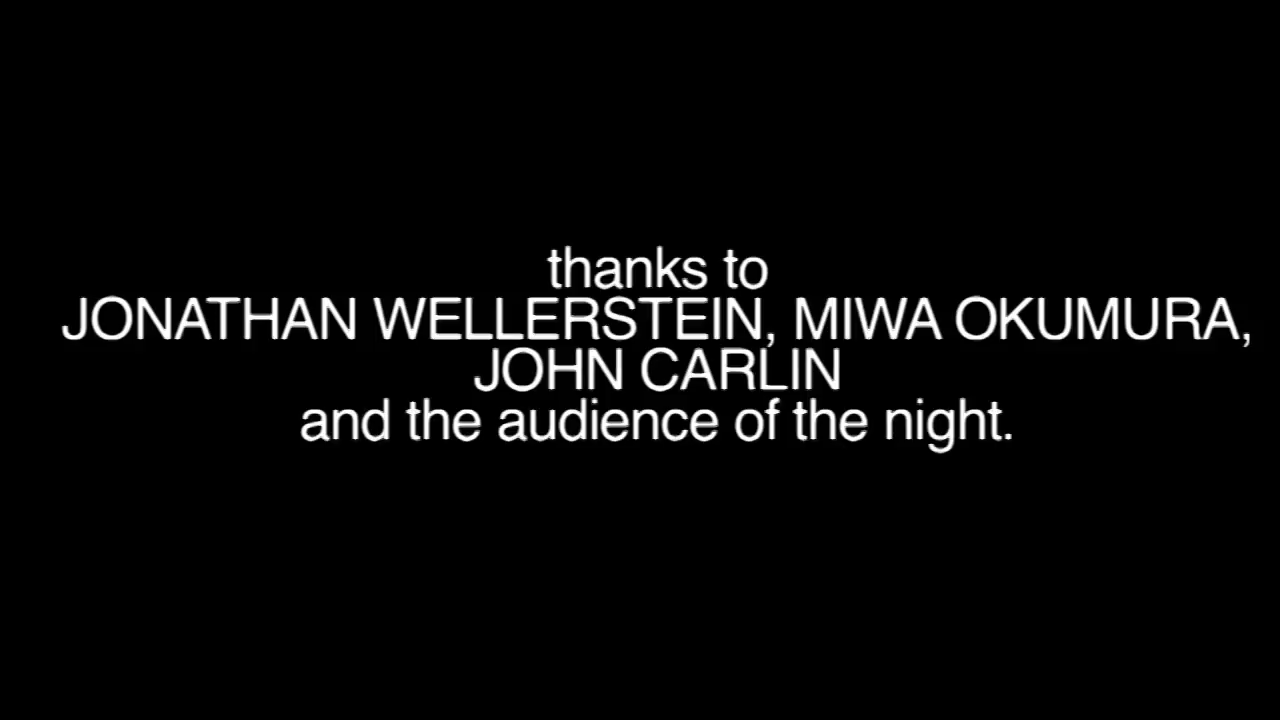 thanks to
JONATHAN WELLERSTEIN, MIWA OKUMURA,
JOHN CARLIN
and the audience of the night.